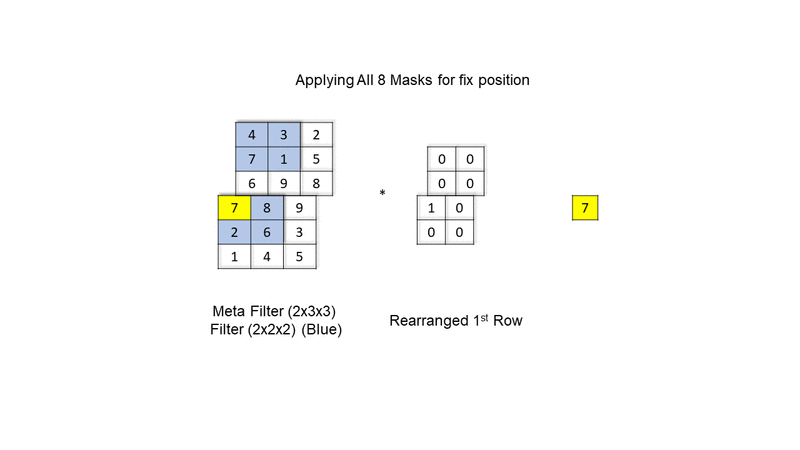 Applying All 8 Masks for fix position
4 3 2
7 1 5
6 9 8
7 8 9
2 6 3
1 4 5
*
0 0
0 0
1 0
0 0
7
Meta Filter (2x3x3)
Filter (2x2x2) (Blue)
Rearranged 1st Row